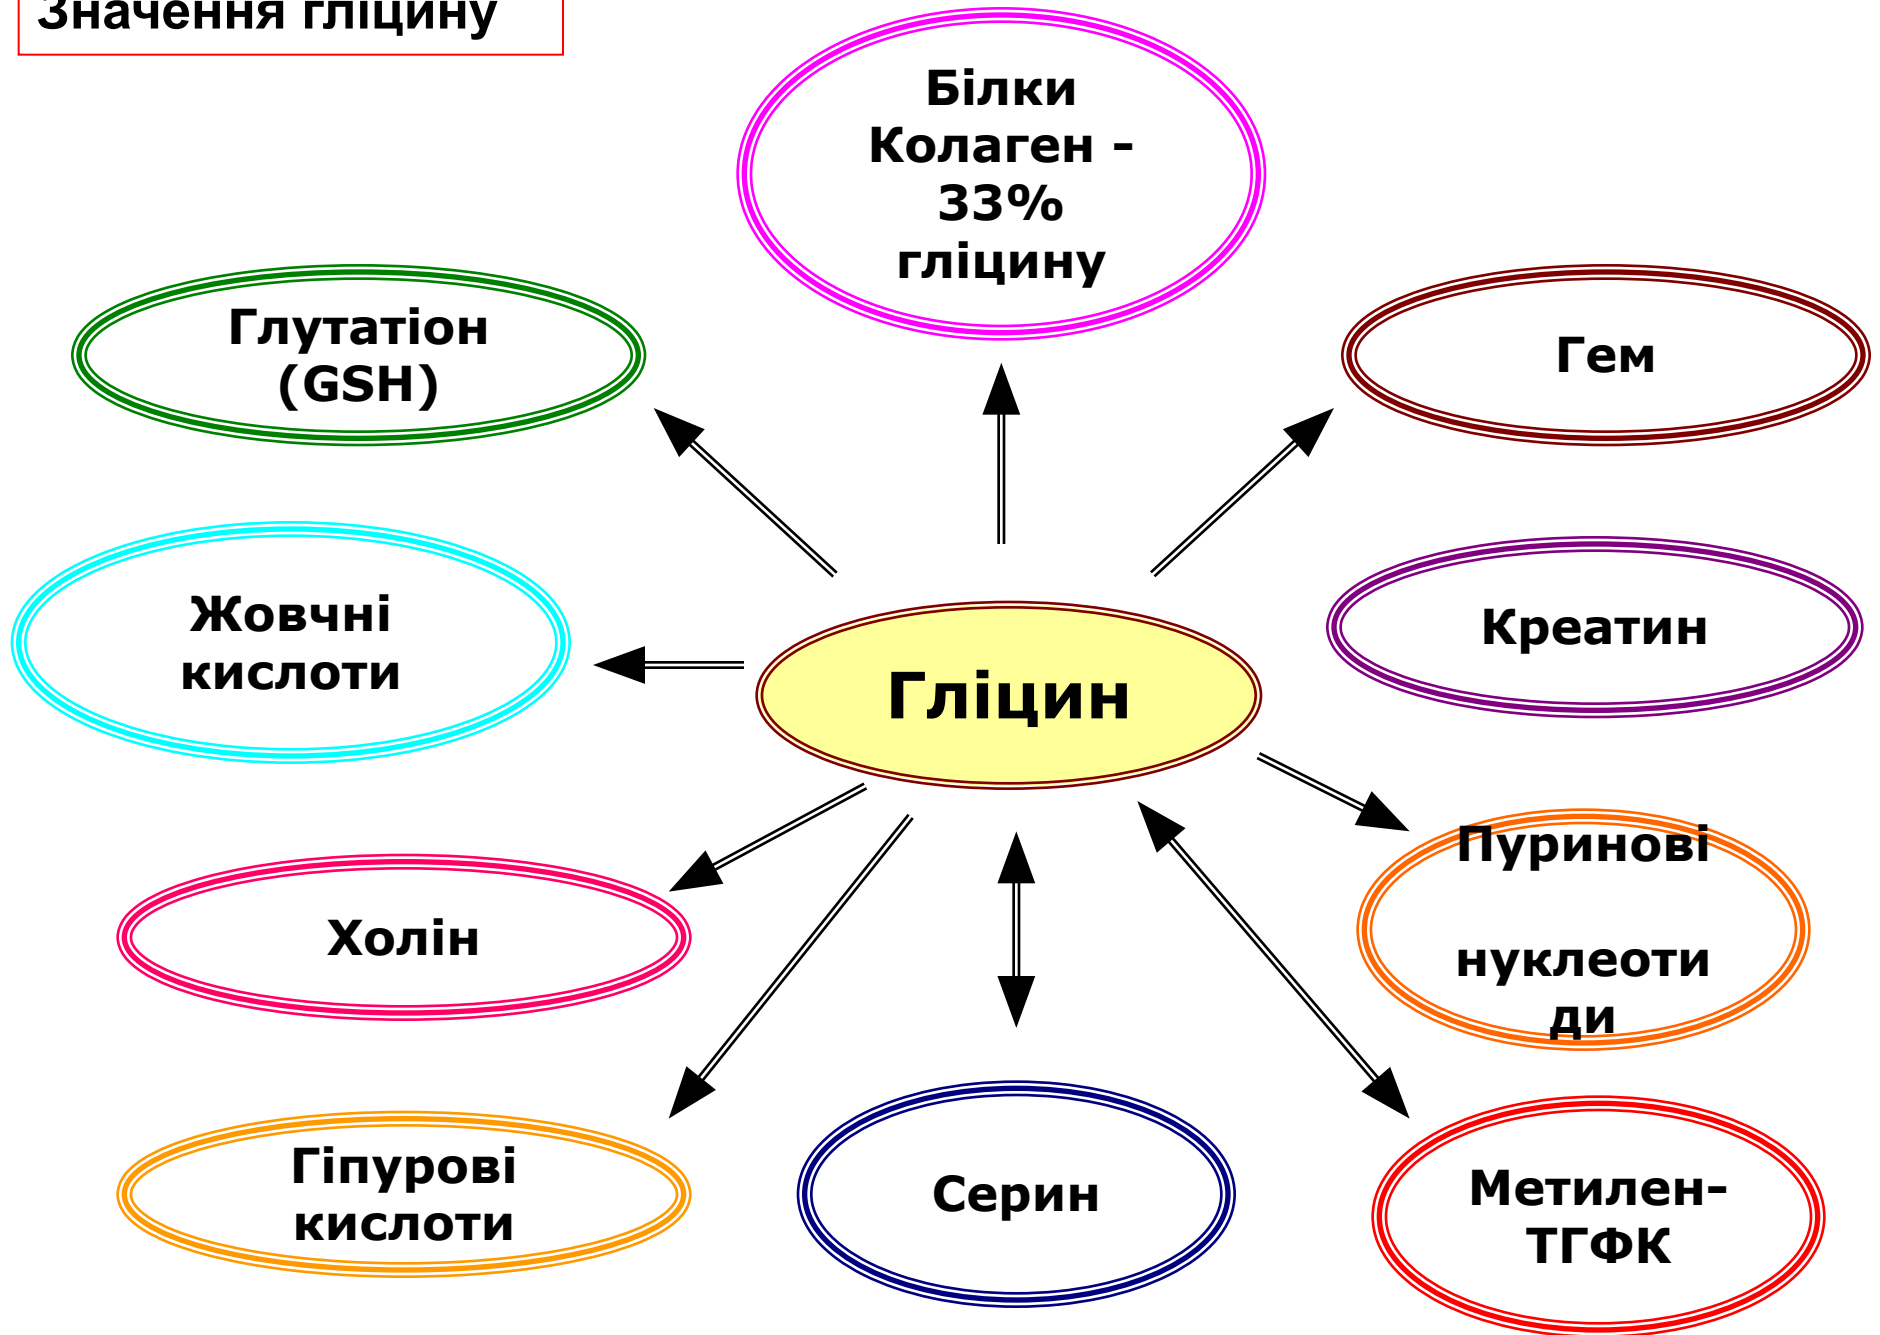 Значення гліцину
Білки
Колаген –
33%
гліцину
Глутатіон
(GSH)
Гем
Жовчні
кислоти
Креатин
Гліцин
Пуринові
нуклеоти
ди
Холін
Гіпурові
кислоти
Серин
Метилен-
ТГФК